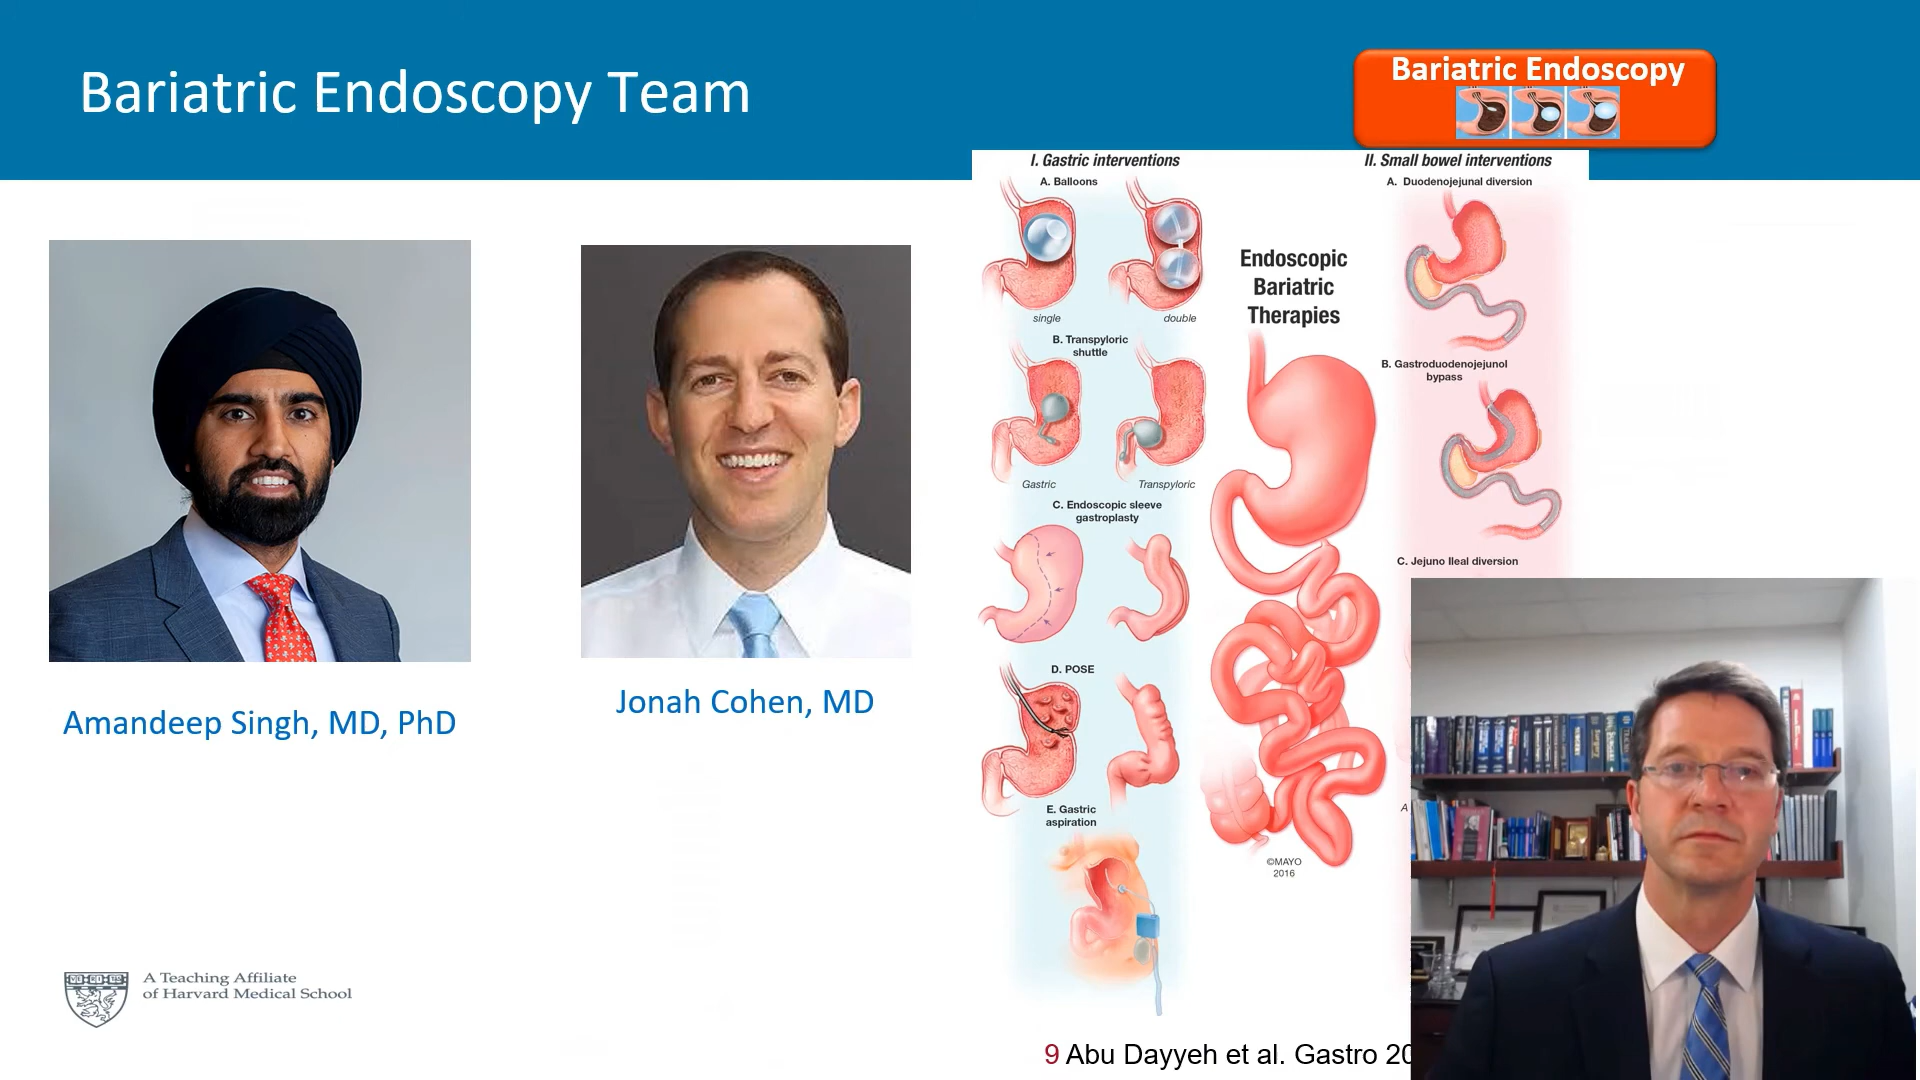 Bariatric Endoscopy Team
Bariatric Endoscopy
I. Gastric interventions
A. Balloons
single
double
B. Transpyloric
shuttle
Gastric
Transpyloric
C. Endoscopic sleeve
gastroplasty
D. POSE
E. Gastric
aspiration
Endoscopic
Bariatric
Therapies
©MAYO
2016
II. Small bowel interventions
A. Duodenojejunal diversion
B. Gastroduodenojejunol
bypass
C. Jejuno Ileal diversion
A
Amandeep Singh, MD, PhD
Jonah Cohen, MD
A Teaching Affiliate
of Harvard Medical School
9 Abu Dayyeh et al. Gastro 20